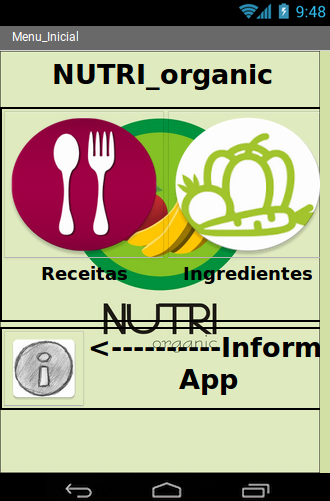 9:48
Menu_Inicial
NUTRI_organic
Receitas
Ingredientes
NUTRI
organic
<----------Inform
App